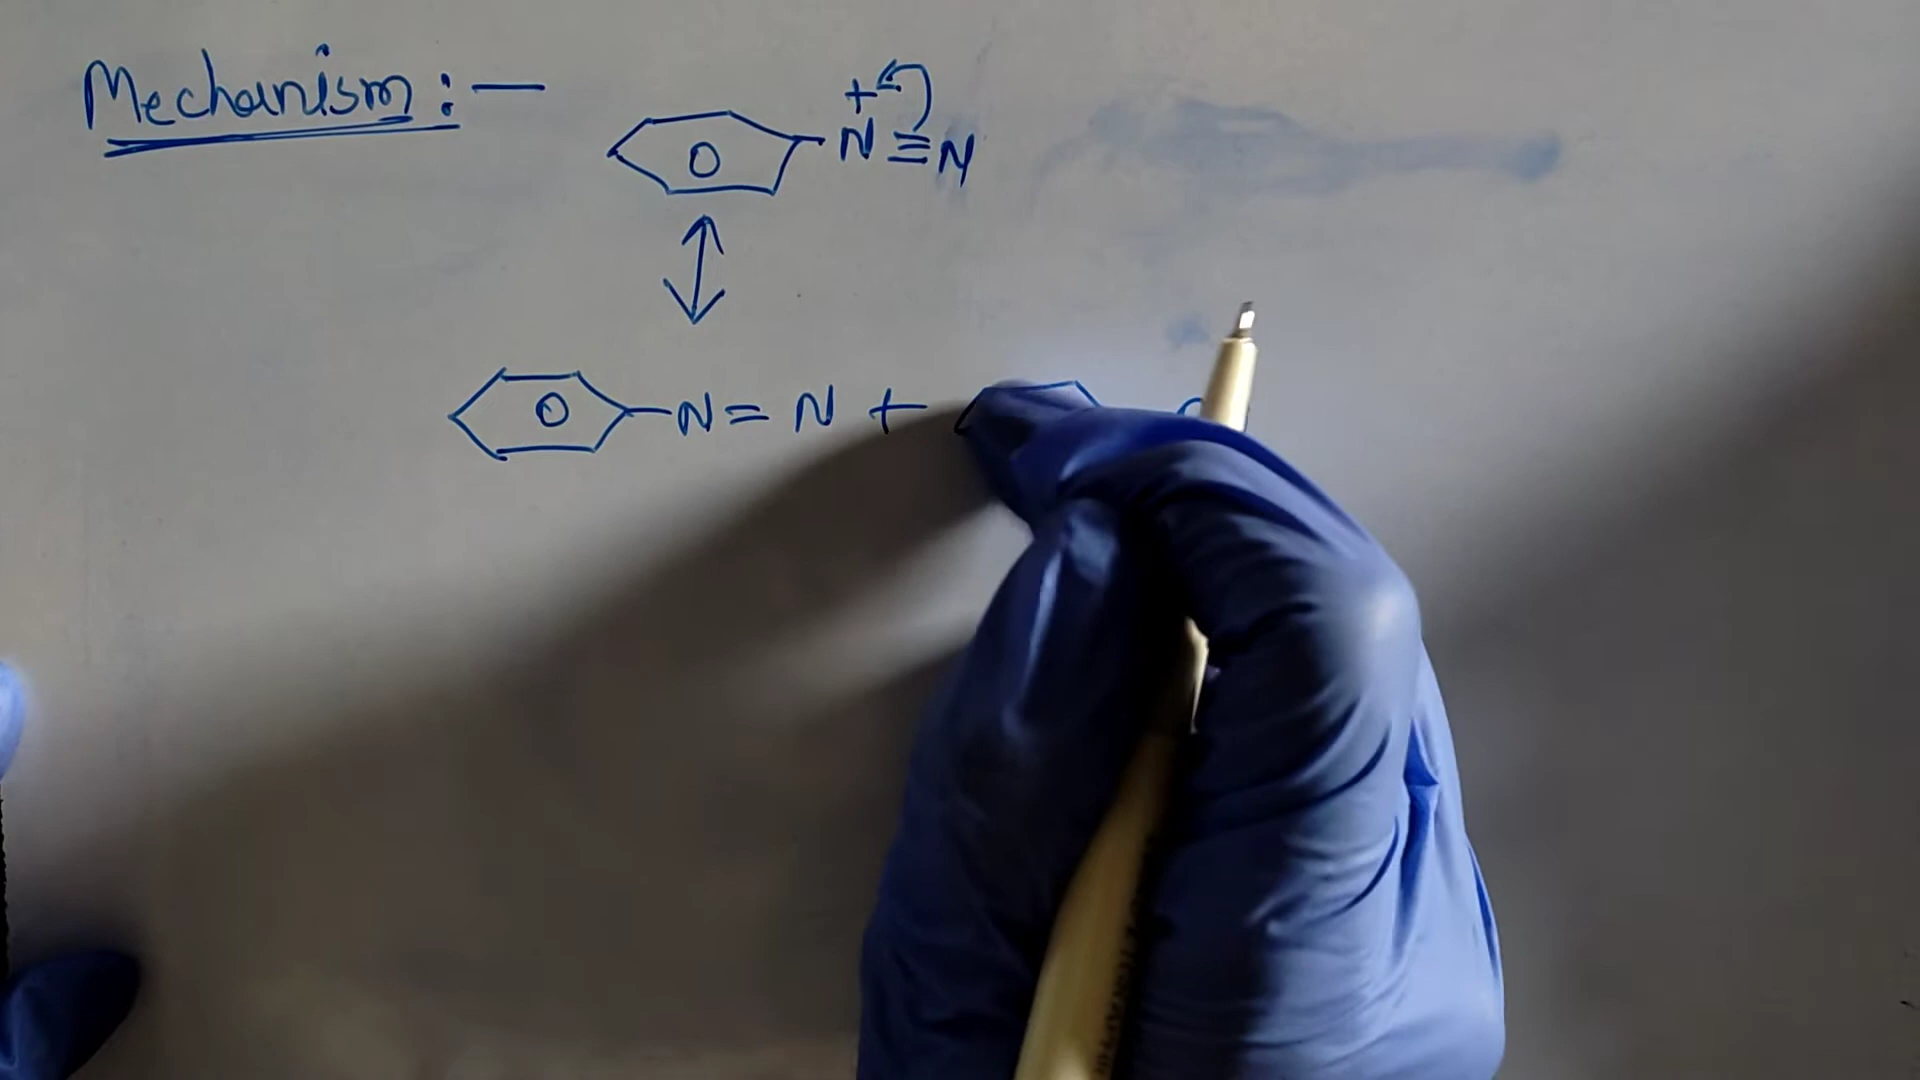 Mechanism:—
+
N≡N
N=N +